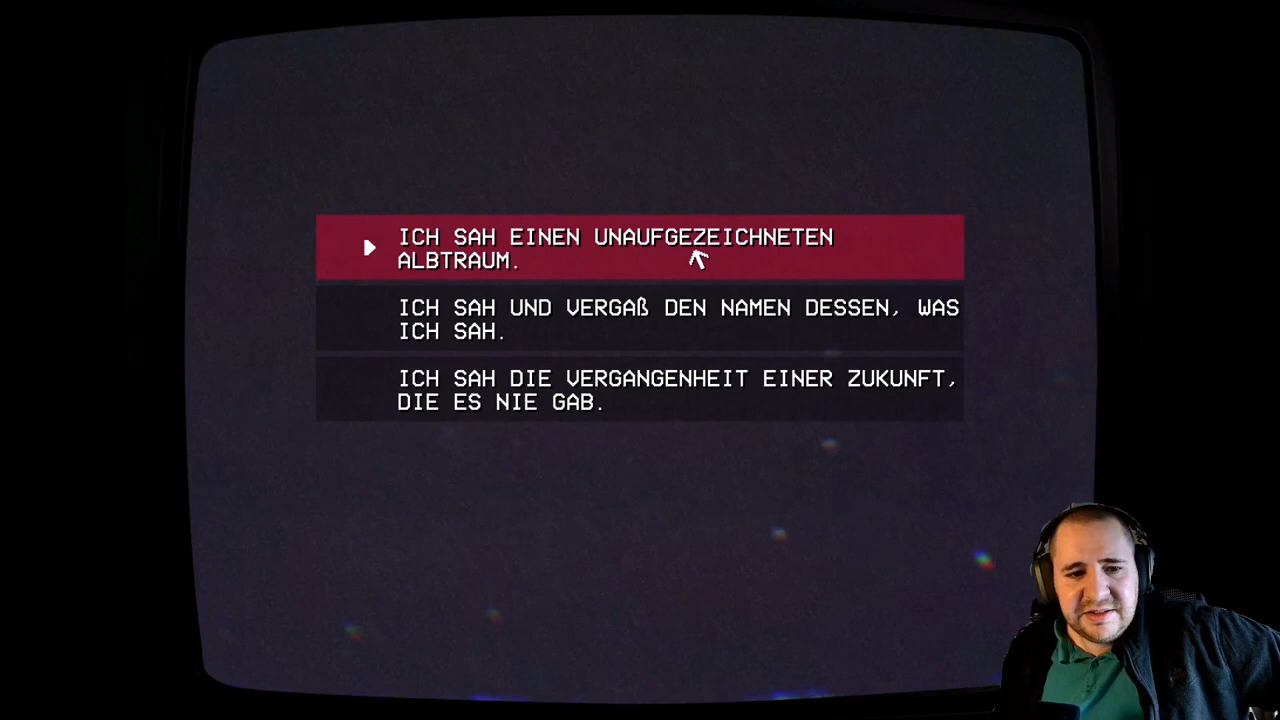 ICH SAH EINEN UNAUFGEZEICHNETEN
ALBTRAUM.
ICH SAH UND VERGAß DEN NAMEN DESSEN, WAS
ICH SAH.
ICH SAH DIE VERGANGENHEIT EINER ZUKUNFT,
DIE ES NIE GAB.